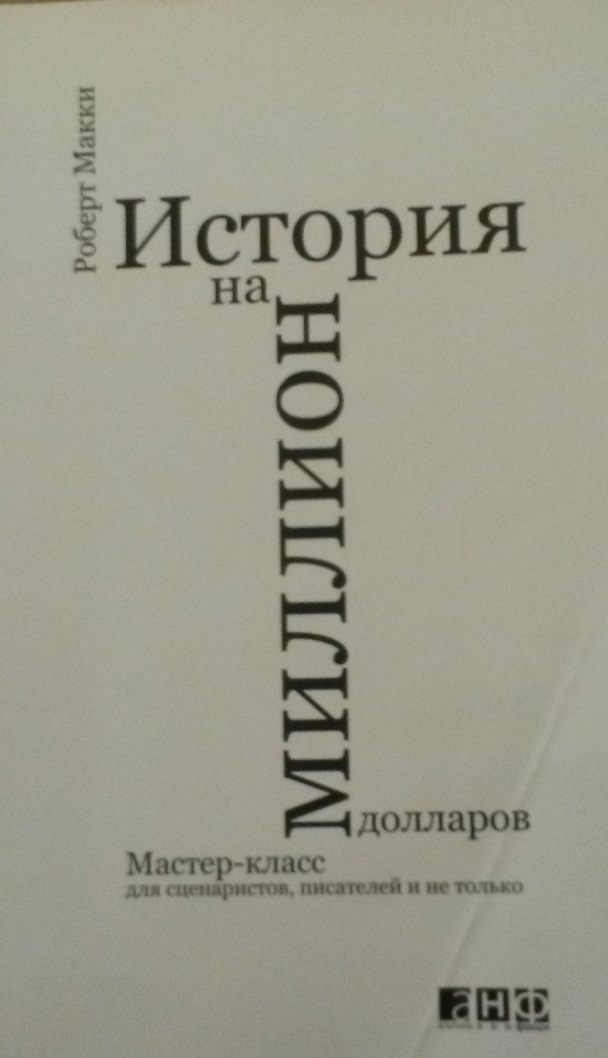 Роберт Макки
История
на
миллион
долларов
Мастер-класс
для сценаристов, писателей и не только
анф